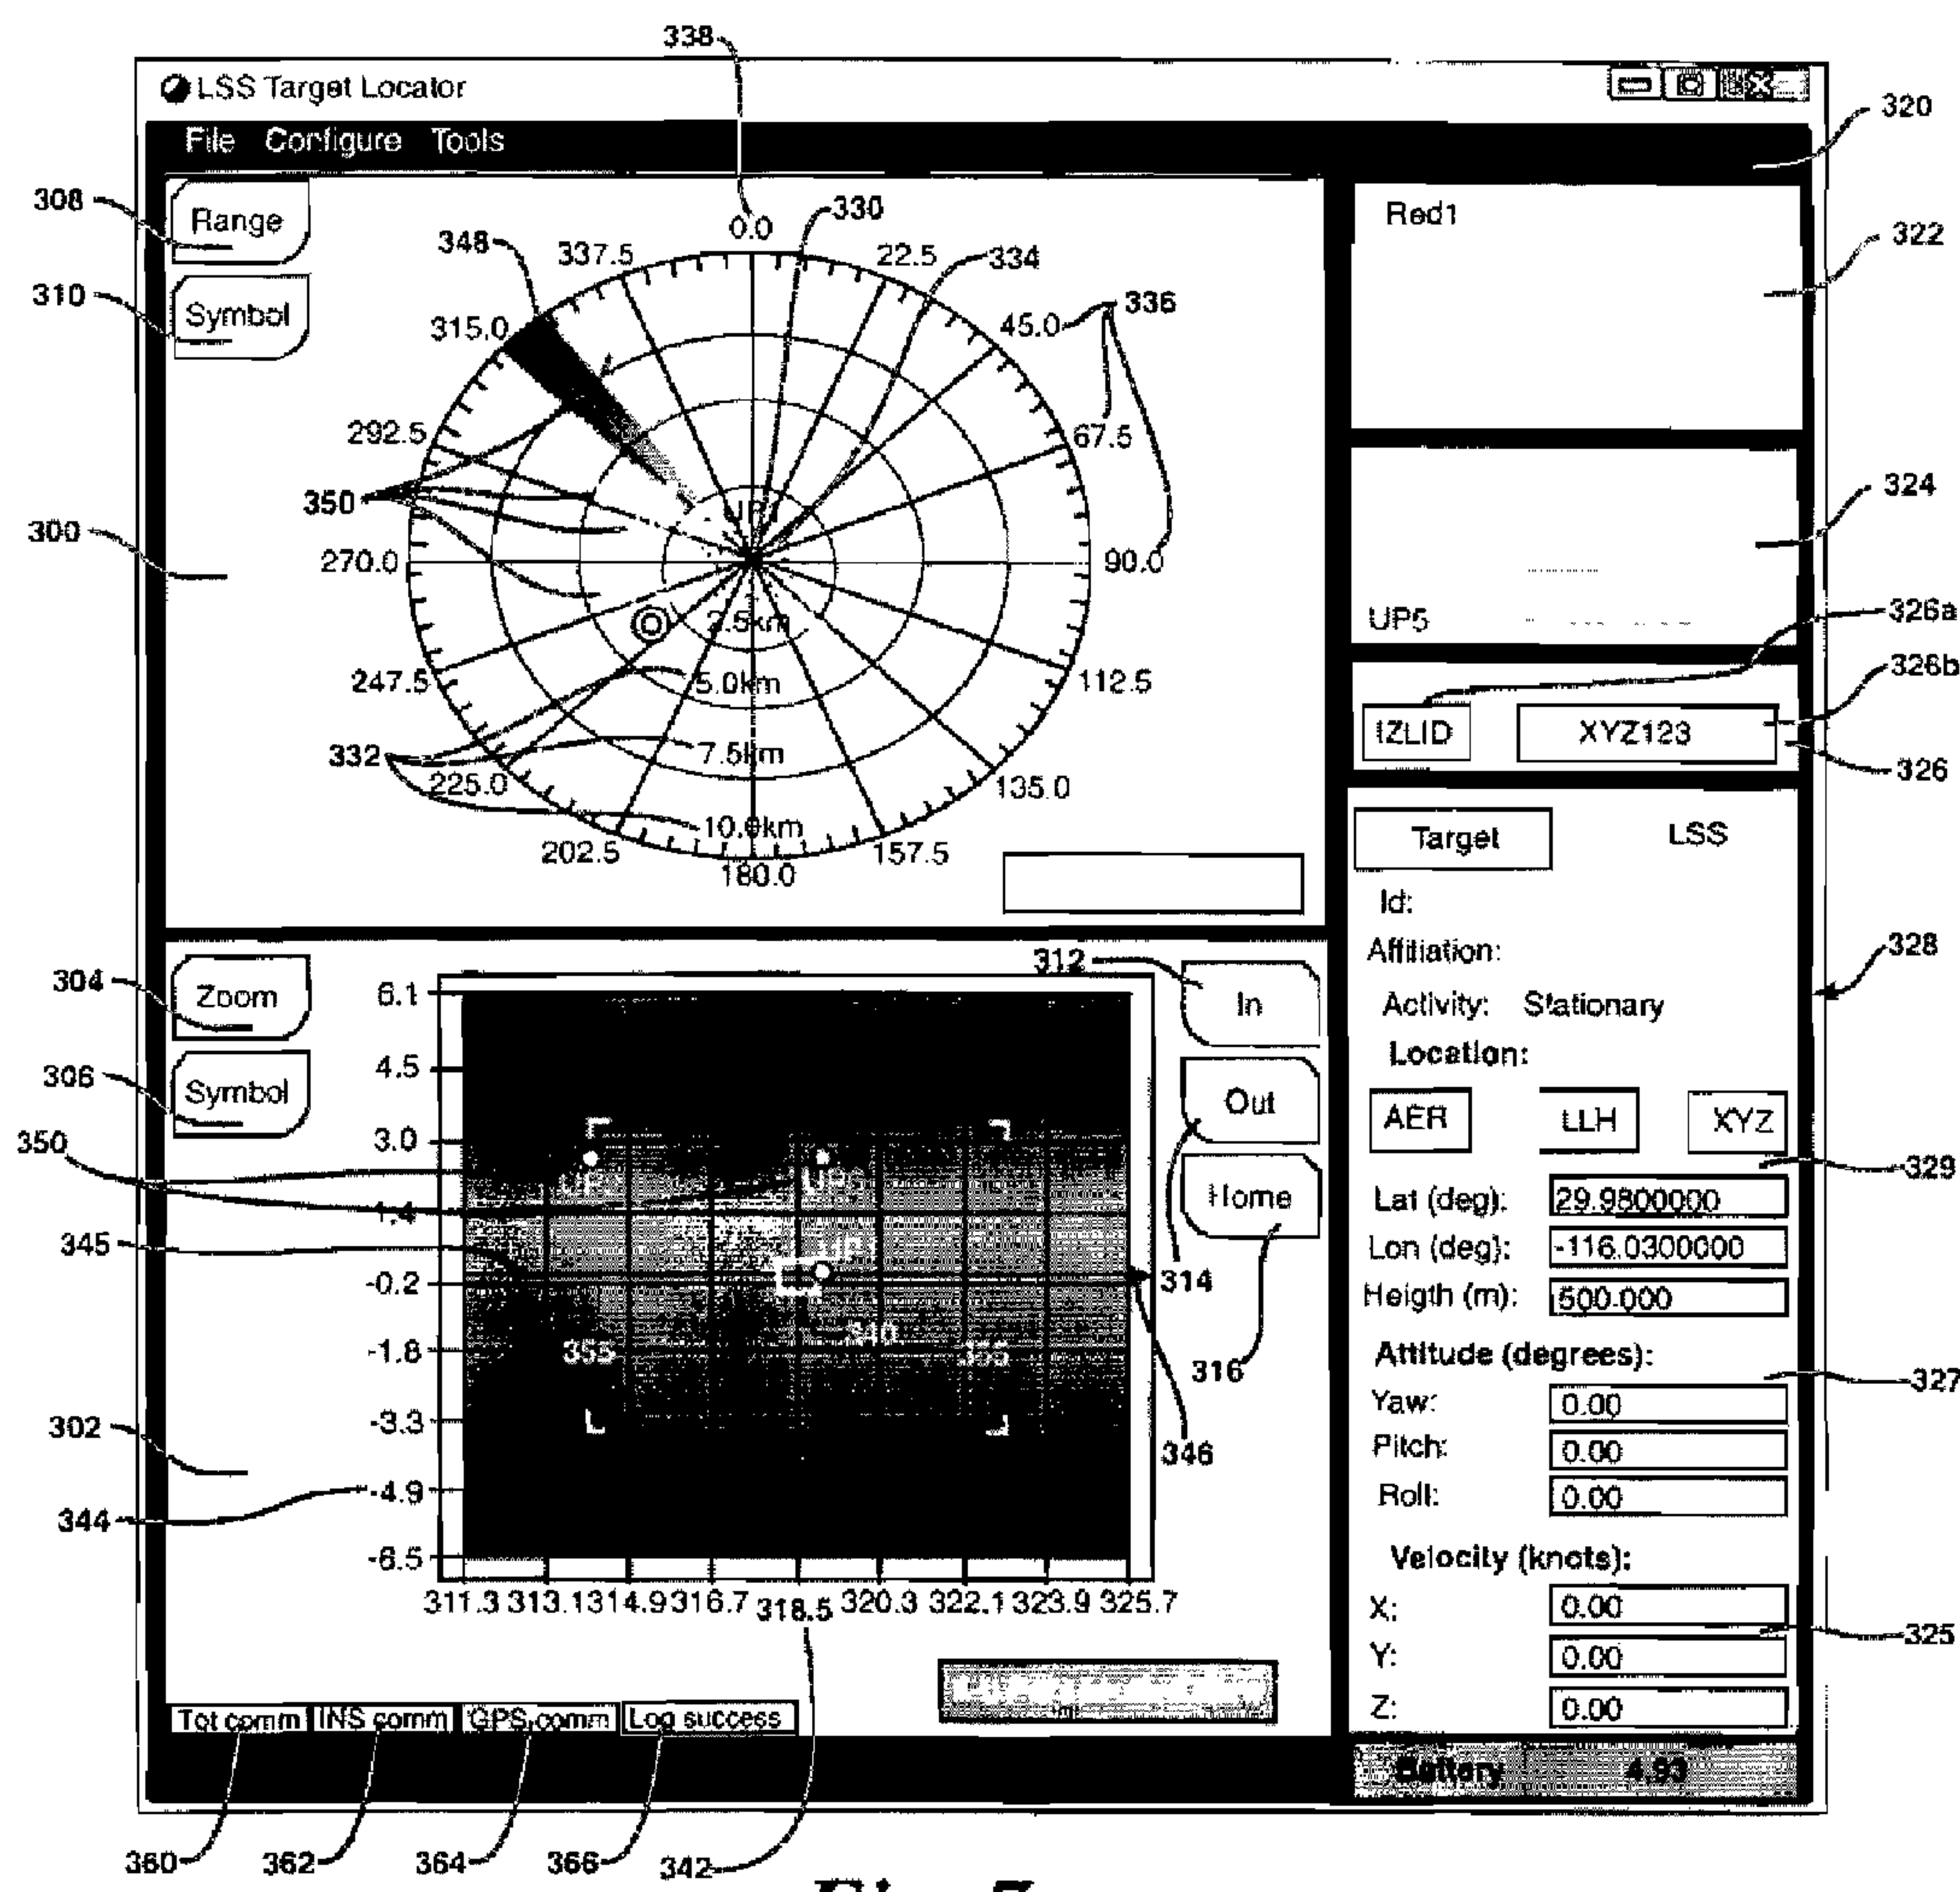 338
LSS Target Locator
File Configure Tools
320
308
Range
348
337.5
0.0
330
22.5
334
Red1
322
310
Symbol
315.0
45.0
336
292.5
67.5
350
300
270.0
90.0
324
UP5
2.5km
326a
247.5
5.0km
112.5
326b
IZLID
XYZ123
332
225.0
7.5km
135.0
326
10.0km
202.5
180.0
157.5
Target
LSS
Id:
Affiliation:
328
304
Zoom
6.1
312
In
Activity: Stationary
Location:
306
Symbol
4.5
Out
AER
LLH
XYZ
350
3.0
329
1.4
Home
Lat (deg): 29.9800000
345
Lon (deg): -116.0300000
-0.2
314
Heigth (m): 500.000
340
355
355
-1.8
316
Attitude (degrees):
327
302
-3.3
Yaw: 0.00
346
Pitch: 0.00
344
-4.9
Roll: 0.00
-6.5
Velocity (knots):
311.3 313.1 314.9 316.7 318.5 320.3 322.1 323.9 325.7
X: 0.00
325
Y: 0.00
Z: 0.00
Tot comm
INS comm
GPS comm
Log success
Battery 4.93
360
362
364
366
342